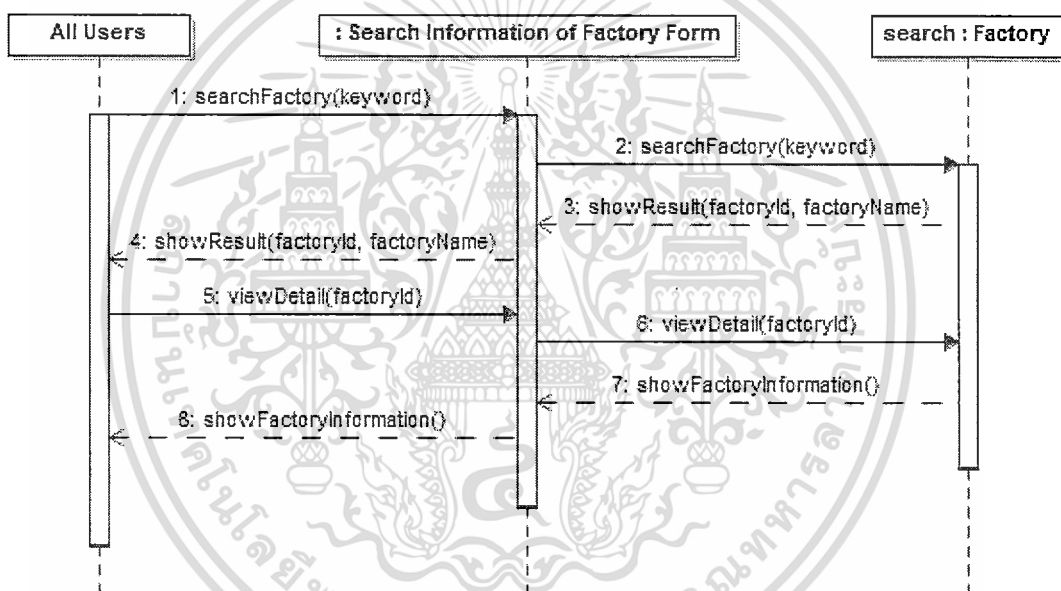 All Users
: Search Information of Factory Form
search : Factory
1: searchFactory(keyword)
2: searchFactory(keyword)
3: showResult(factoryId, factoryName)
4: showResult(factoryId, factoryName)
5: viewDetail(factoryId)
6: viewDetail(factoryId)
7: showFactoryInformation()
8: showFactoryInformation()